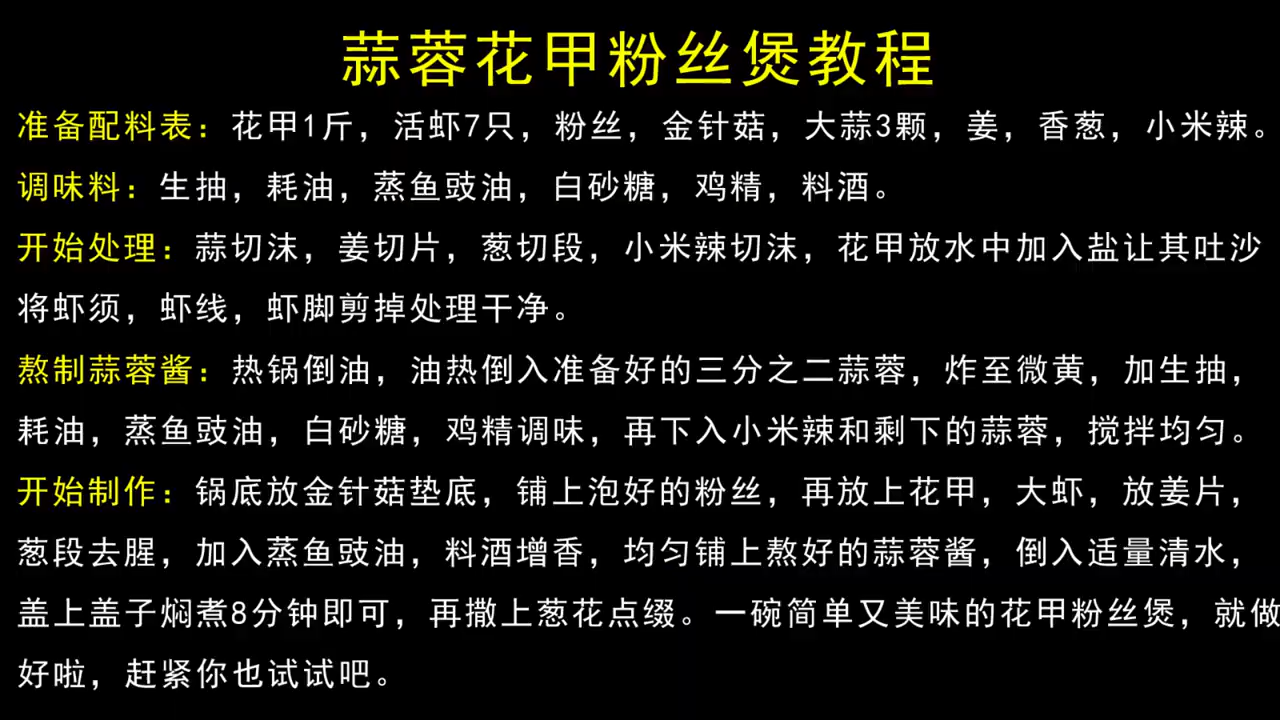 蒜蓉花甲粉丝煲教程
准备配料表：花甲1斤，活虾7只，粉丝，金针菇，大蒜3颗，姜，香葱，小米辣。
调味料：生抽，耗油，蒸鱼豉油，白砂糖，鸡精，料酒。
开始处理：蒜切沫，姜切片，葱切段，小米辣切沫，花甲放水中加入盐让其吐沙
将虾须，虾线，虾脚剪掉处理干净。
熬制蒜蓉酱：热锅倒油，油热倒入准备好的三分之二蒜蓉，炸至微黄，加生抽，
耗油，蒸鱼豉油，白砂糖，鸡精调味，再下入小米辣和剩下的蒜蓉，搅拌均匀。
开始制作：锅底放金针菇垫底，铺上泡好的粉丝，再放上花甲，大虾，放姜片，
葱段去腥，加入蒸鱼豉油，料酒增香，均匀铺上熬好的蒜蓉酱，倒入适量清水，
盖上盖子焖煮8分钟即可，再撒上葱花点缀。一碗简单又美味的花甲粉丝煲，就做
好啦，赶紧你也试试吧。